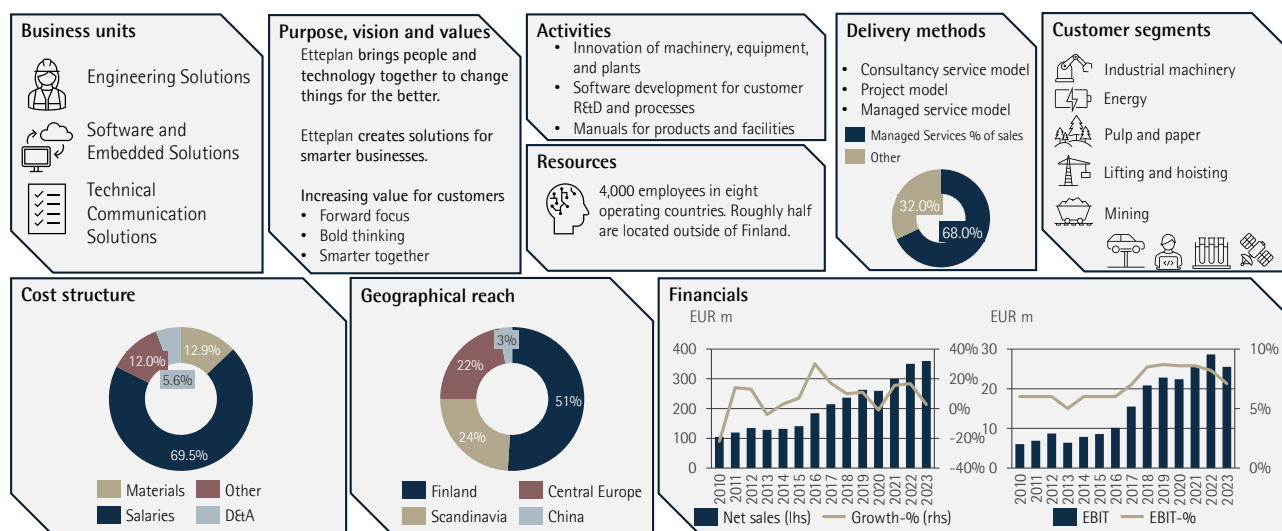 Business units
Engineering Solutions
Software and
Embedded Solutions
Technical
Communication
Solutions
Purpose, vision and values
Etteplan brings people and
technology together to change
things for the better.
Etteplan creates solutions for
smarter businesses.
Increasing value for customers
• Forward focus
• Bold thinking
• Smarter together
Activities
• Innovation of machinery, equipment,
and plants
• Software development for customer
R&D and processes
• Manuals for products and facilities
Resources
4,000 employees in eight
operating countries. Roughly half
are located outside of Finland.
Delivery methods
• Consultancy service model
• Project model
• Managed service model
Managed Services % of sales
Other
32.0%
68.0%
Customer segments
Industrial machinery
Energy
Pulp and paper
Lifting and hoisting
Mining
Cost structure
12.9%
12.0%
5.6%
69.5%
Materials
Other
Salaries
D&A
Geographical reach
3%
22%
51%
24%
Finland
Central Europe
Scandinavia
China
Financials
EUR m
400
300
200
100
0
40%
20%
0%
-20%
-40%
2010
2011
2012
2013
2014
2015
2016
2017
2018
2019
2020
2021
2022
2023
Net sales (lhs)
Growth-% (rhs)
EUR m
30
20
10
0
10%
5%
0%
2010
2011
2012
2013
2014
2015
2016
2017
2018
2019
2020
2021
2022
2023
EBIT
EBIT-%